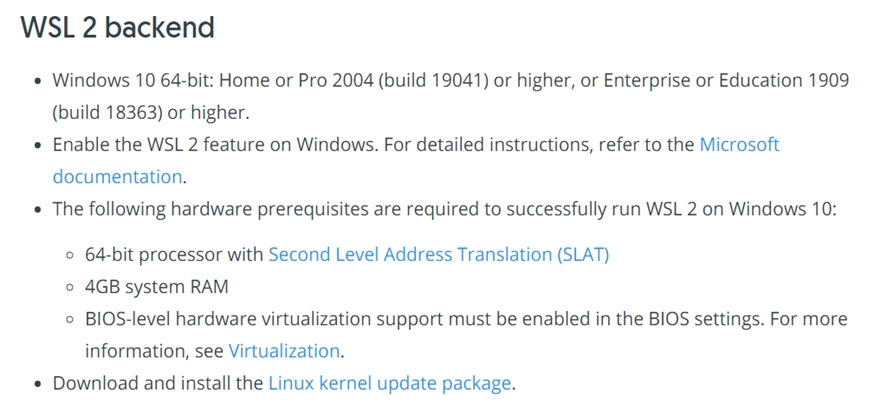 WSL 2 backend
• Windows 10 64-bit: Home or Pro 2004 (build 19041) or higher, or Enterprise or Education 1909
(build 18363) or higher.
• Enable the WSL 2 feature on Windows. For detailed instructions, refer to the Microsoft
documentation.
• The following hardware prerequisites are required to successfully run WSL 2 on Windows 10:
◦ 64-bit processor with Second Level Address Translation (SLAT)
◦ 4GB system RAM
◦ BIOS-level hardware virtualization support must be enabled in the BIOS settings. For more
information, see Virtualization.
• Download and install the Linux kernel update package.